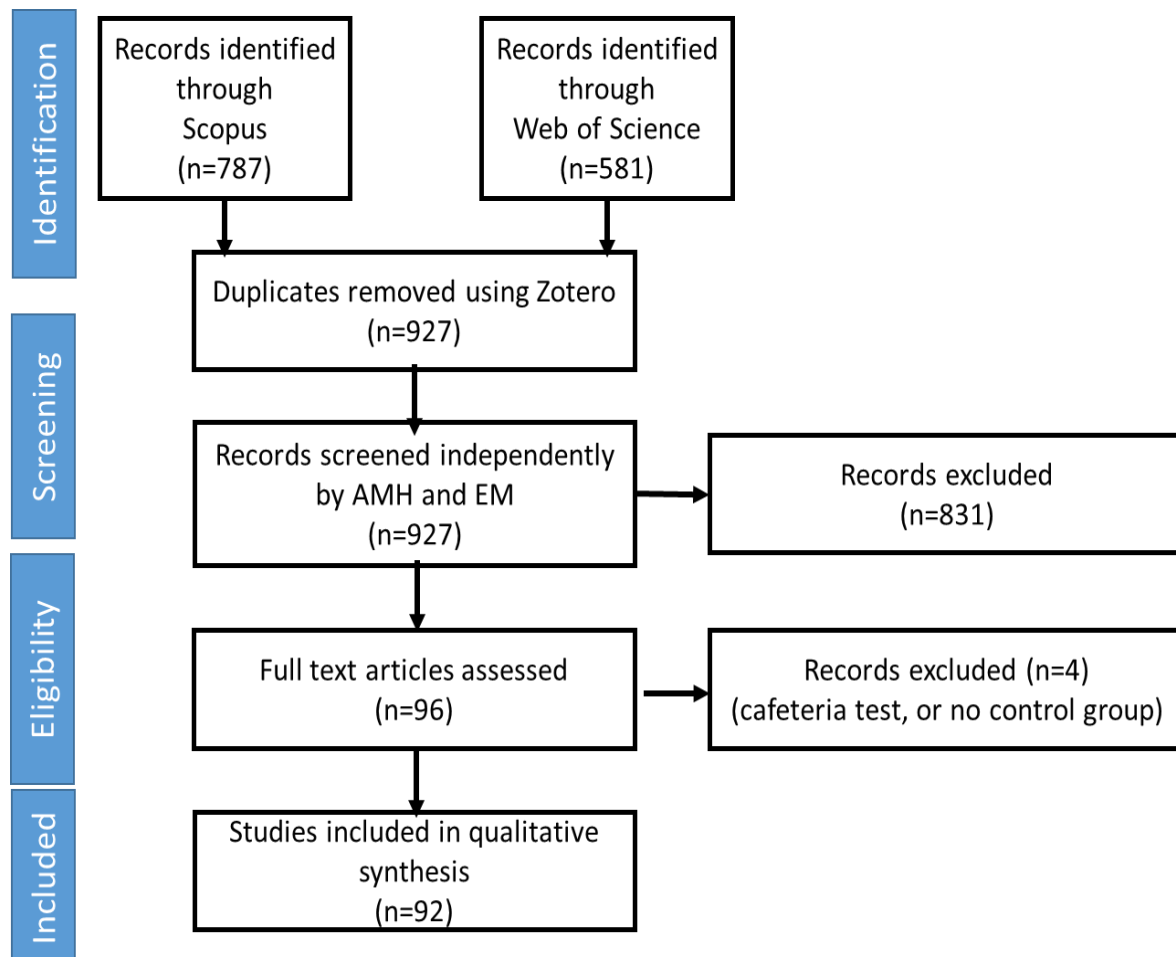 Identification
Records identified
through
Scopus
(n=787)
Records identified
through
Web of Science
(n=581)
Duplicates removed using Zotero
(n=927)
Screening
Records screened independently
by AMH and EM
(n=927)
Records excluded
(n=831)
Eligibility
Full text articles assessed
(n=96)
Records excluded (n=4)
(cafeteria test, or no control group)
Included
Studies included in qualitative
synthesis
(n=92)